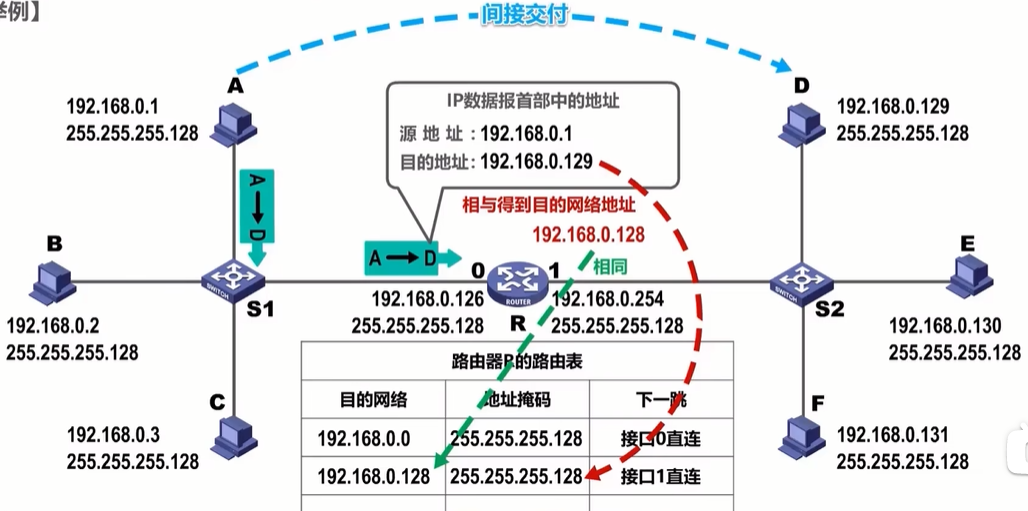 举例】
间接交付
A
192.168.0.1
255.255.255.128
IP数据报首部中的地址
源 地 址 : 192.168.0.1
目的地址: 192.168.0.129
D
192.168.0.129
255.255.255.128
A→D
相与得到目的网络地址
192.168.0.128
相同
B
192.168.0.2
255.255.255.128
SWITCH
S1
A→D
0
192.168.0.126
255.255.255.128
ROUTER
R
1
192.168.0.254
255.255.255.128
SWITCH
S2
E
192.168.0.130
255.255.255.128
C
192.168.0.3
255.255.255.128
F
192.168.0.131
255.255.255.128
路由器R的路由表
目的网络 地址掩码 下一跳
192.168.0.0 255.255.255.128 接口0直连
192.168.0.128 255.255.255.128 接口1直连